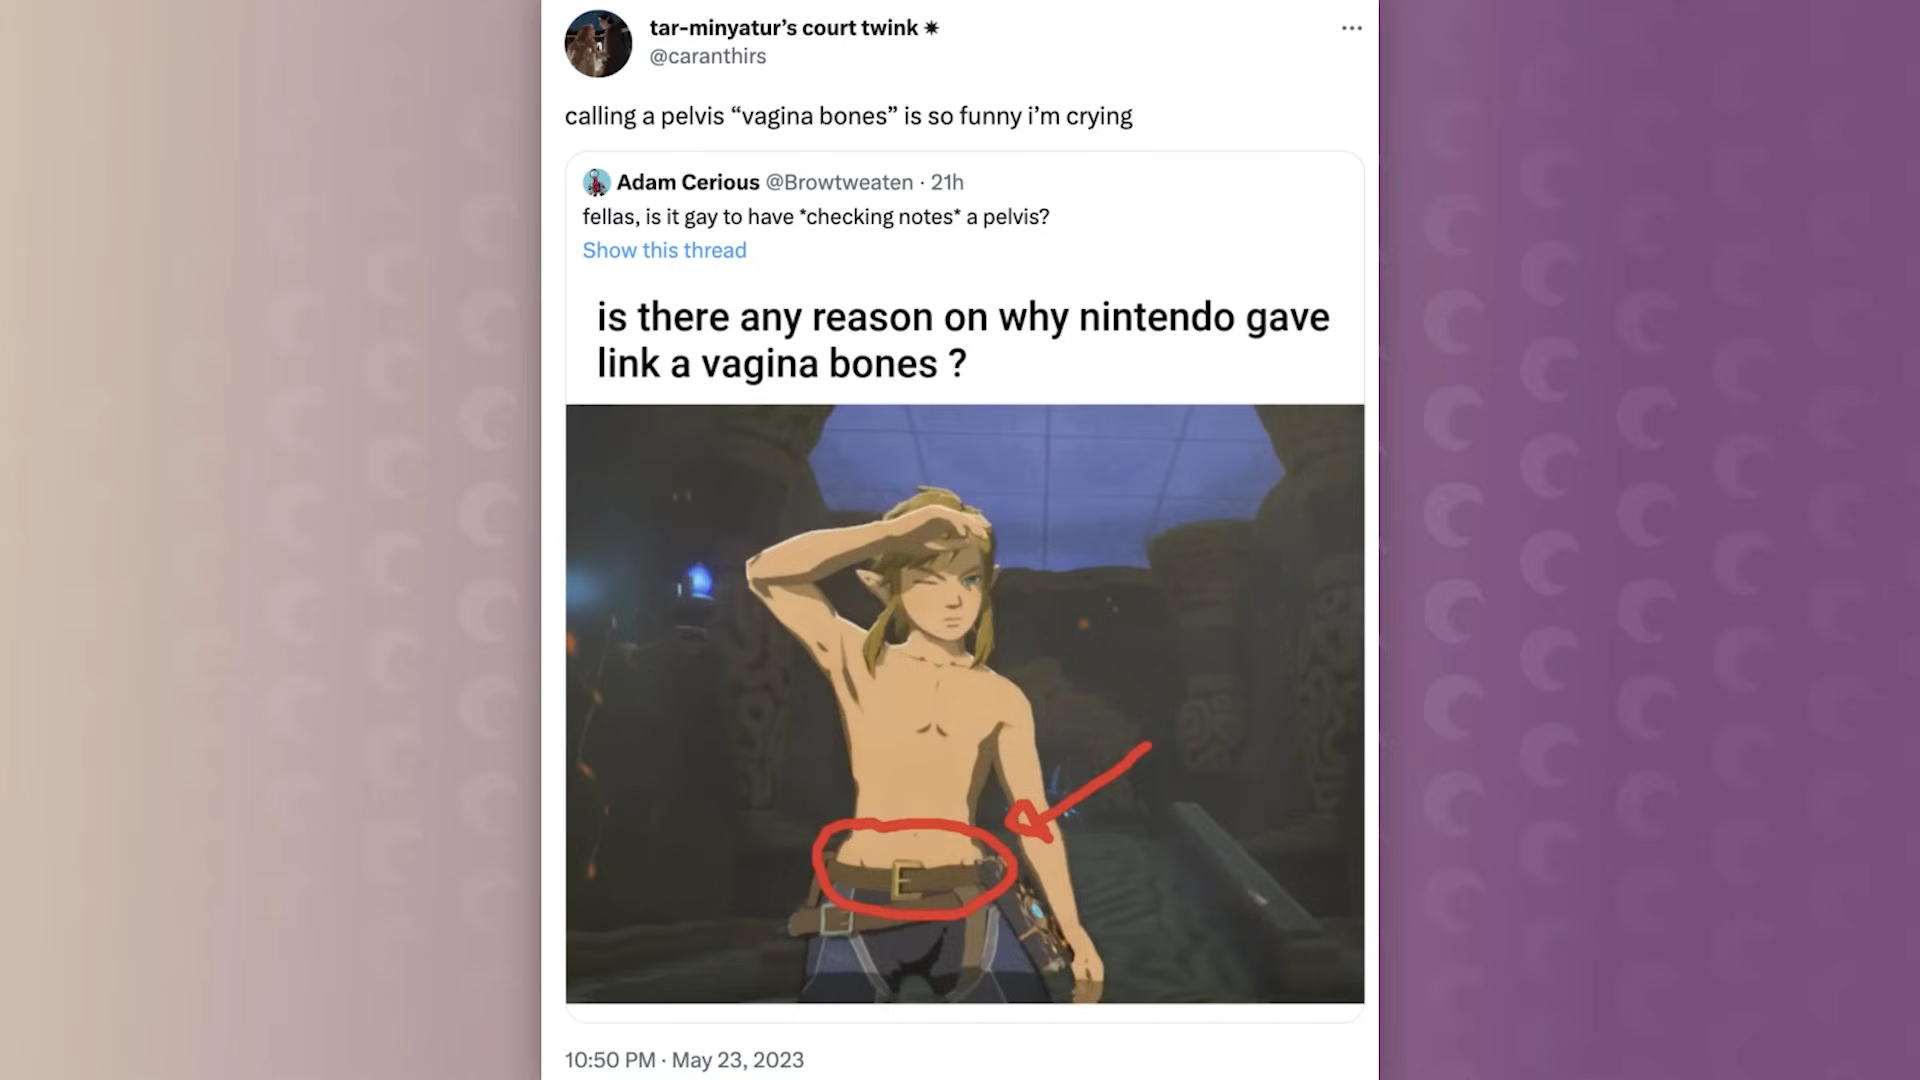 tar-minyatur’s court twink ✷
@caranthirs
calling a pelvis “vagina bones” is so funny i’m crying
Adam Cerious @Browtweaten · 21h
fellas, is it gay to have *checking notes* a pelvis?
Show this thread
is there any reason on why nintendo gave
link a vagina bones ?
10:50 PM · May 23, 2023